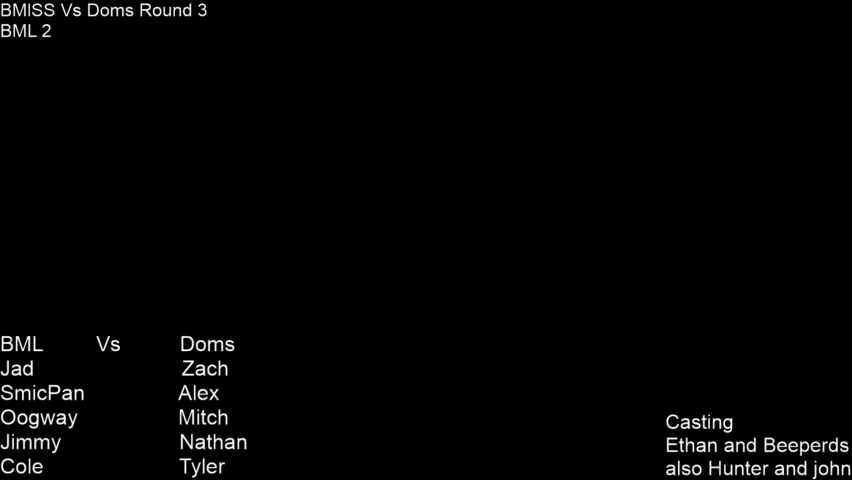 BMISS Vs Doms Round 3
BML 2
BML Vs Doms
Jad Zach
SmicPan Alex
Oogway Mitch
Jimmy Nathan
Cole Tyler
Casting
Ethan and Beeperds
also Hunter and john